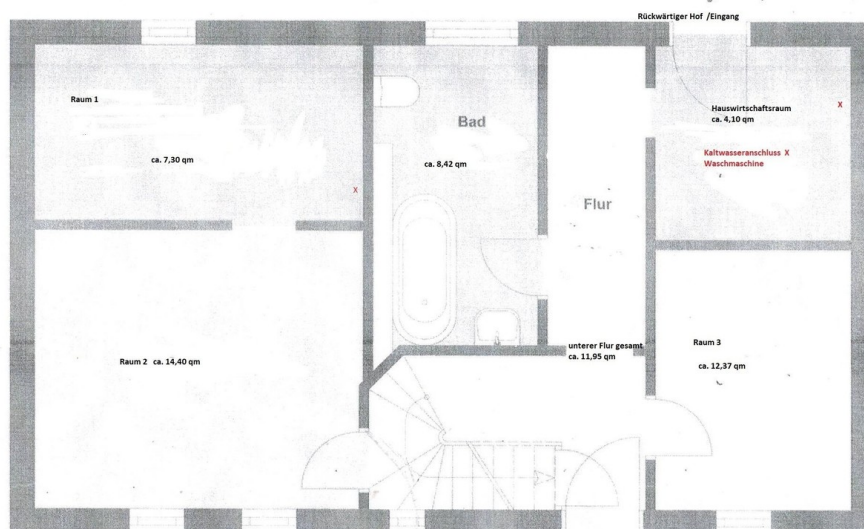 Rückwärtiger Hof /Eingang
Raum 1
ca. 7,30 qm
X
Bad
ca. 8,42 qm
Flur
Hauswirtschaftsraum
ca. 4,10 qm
X
Kaltwasseranschluss X
Waschmaschine
Raum 2 ca. 14,40 qm
unterer Flur gesamt
ca. 11,95 qm
Raum 3
ca. 12,37 qm